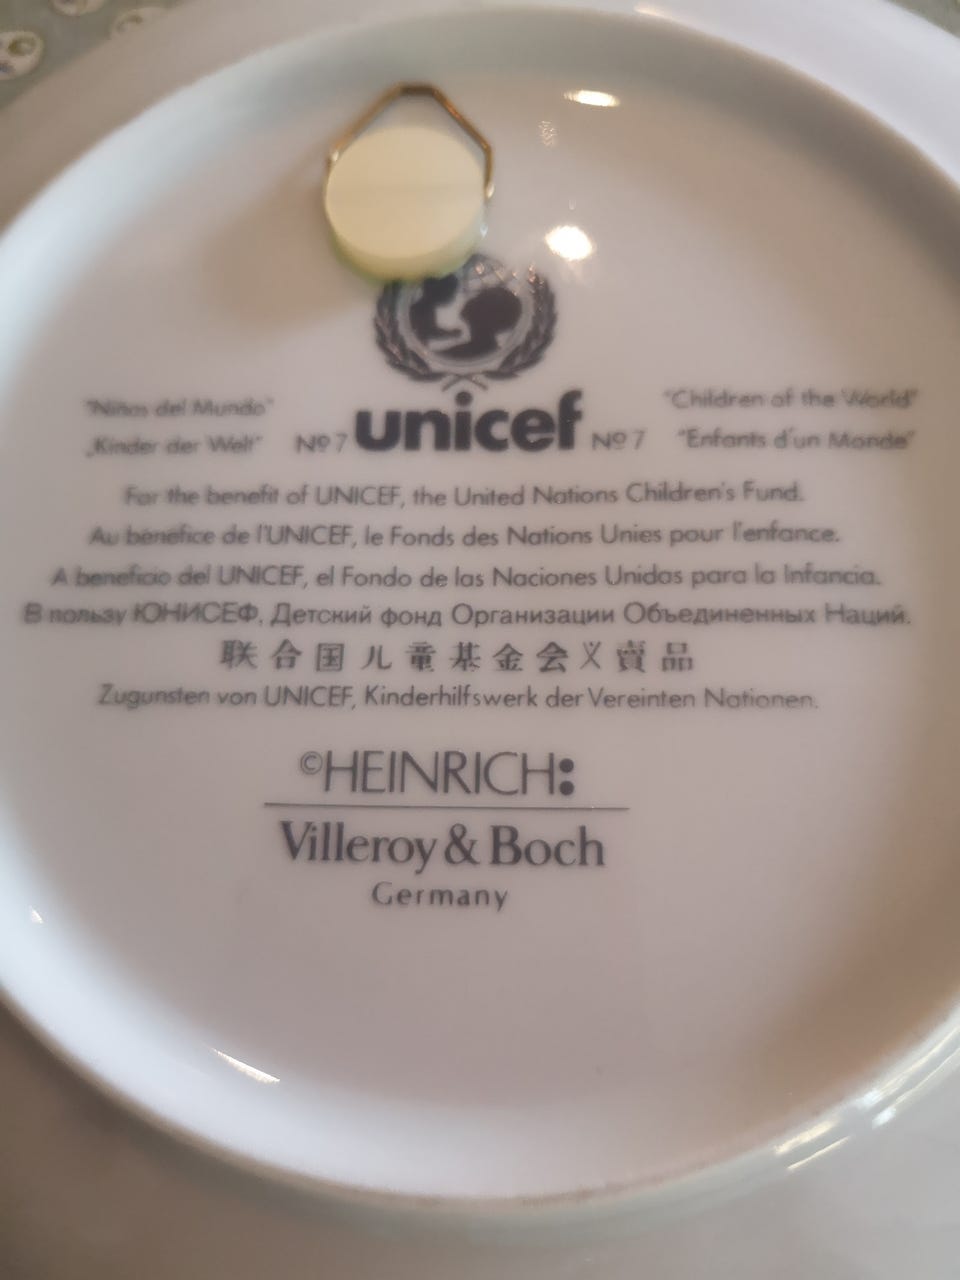 "Niños del Mundo" "Children of the World"
„Kinder der Welt" Nº 7 unicef Nº 7 "Enfants d'un Monde"
For the benefit of UNICEF, the United Nations Children's Fund.
Au bénéfice de l'UNICEF, le Fonds des Nations Unies pour l'enfance.
A beneficio del UNICEF, el Fondo de las Naciones Unidas para la Infancia.
В пользу ЮНИСЕФ, Детский фонд Организации Объединенных Наций.
联合国儿童基金会义賣品
Zugunsten von UNICEF, Kinderhilfswerk der Vereinten Nationen.
©HEINRICH:
Villeroy & Boch
Germany